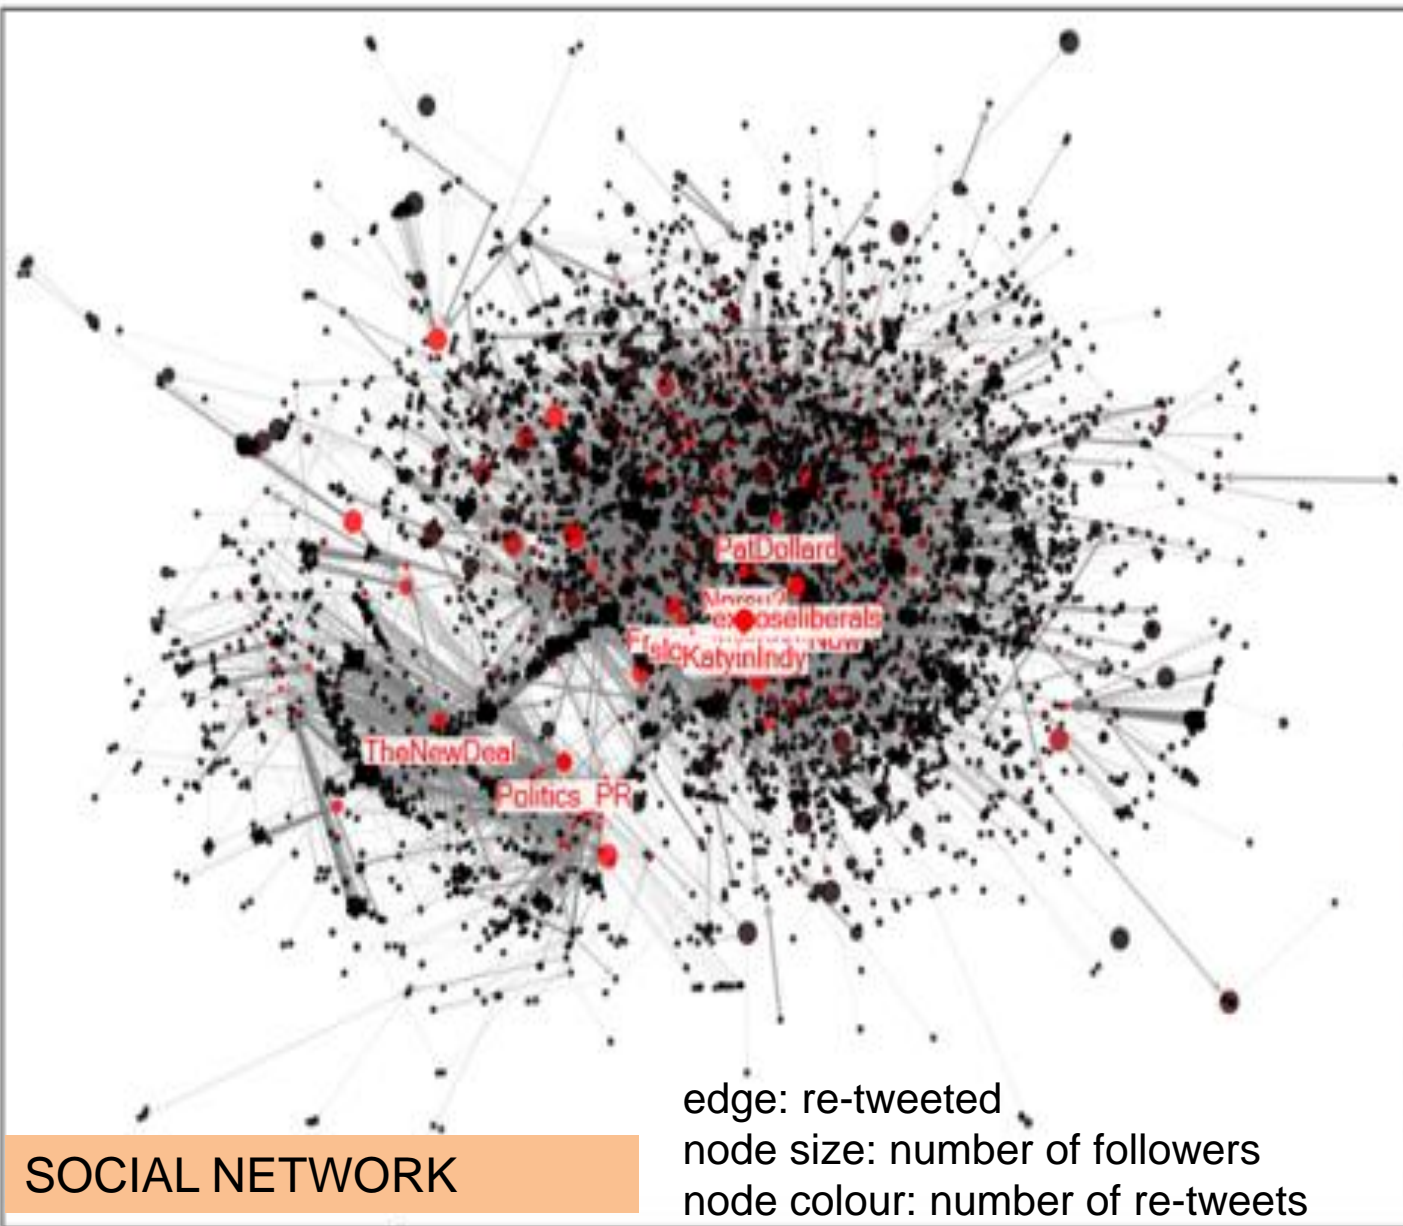 PatDollard
exposeliberals
KatyinIndy
TheNewDeal
Politics_PR
edge: re-tweeted
node size: number of followers
node colour: number of re-tweets
SOCIAL NETWORK